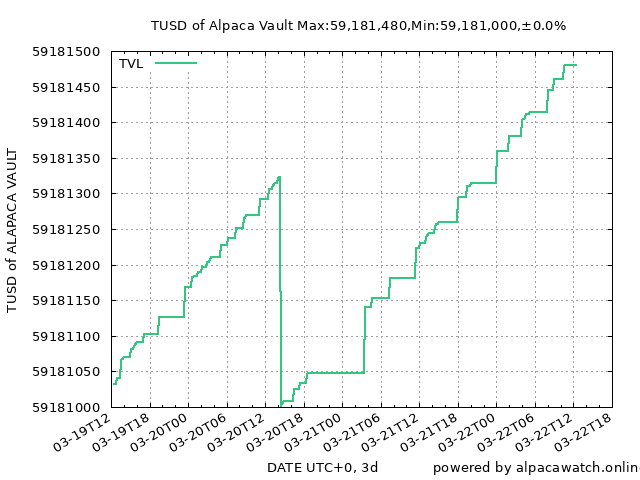 TUSD of Alpaca Vault Max:59,181,480,Min:59,181,000,±0.0%
TVL
59181500
59181450
59181400
59181350
59181300
59181250
59181200
59181150
59181100
59181050
59181000
TUSD of ALAPACA VAULT
03-19T12
03-19T18
03-20T00
03-20T06
03-20T12
03-20T18
03-21T00
03-21T06
03-21T12
03-21T18
03-22T00
03-22T06
03-22T12
03-22T18
DATE UTC+0, 3d
powered by alpacawatch.onlin